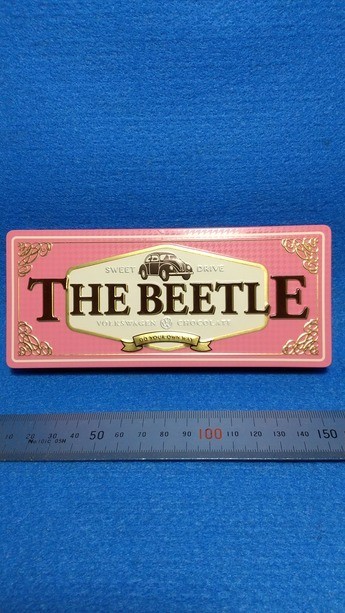 SWEET DRIVE
THE BEETLE
VOLKSWAGEN CHOCOLATE
GO YOUR OWN WAY
10 20 30 40 50 60 70 80 90 100 110 120 130 140 150